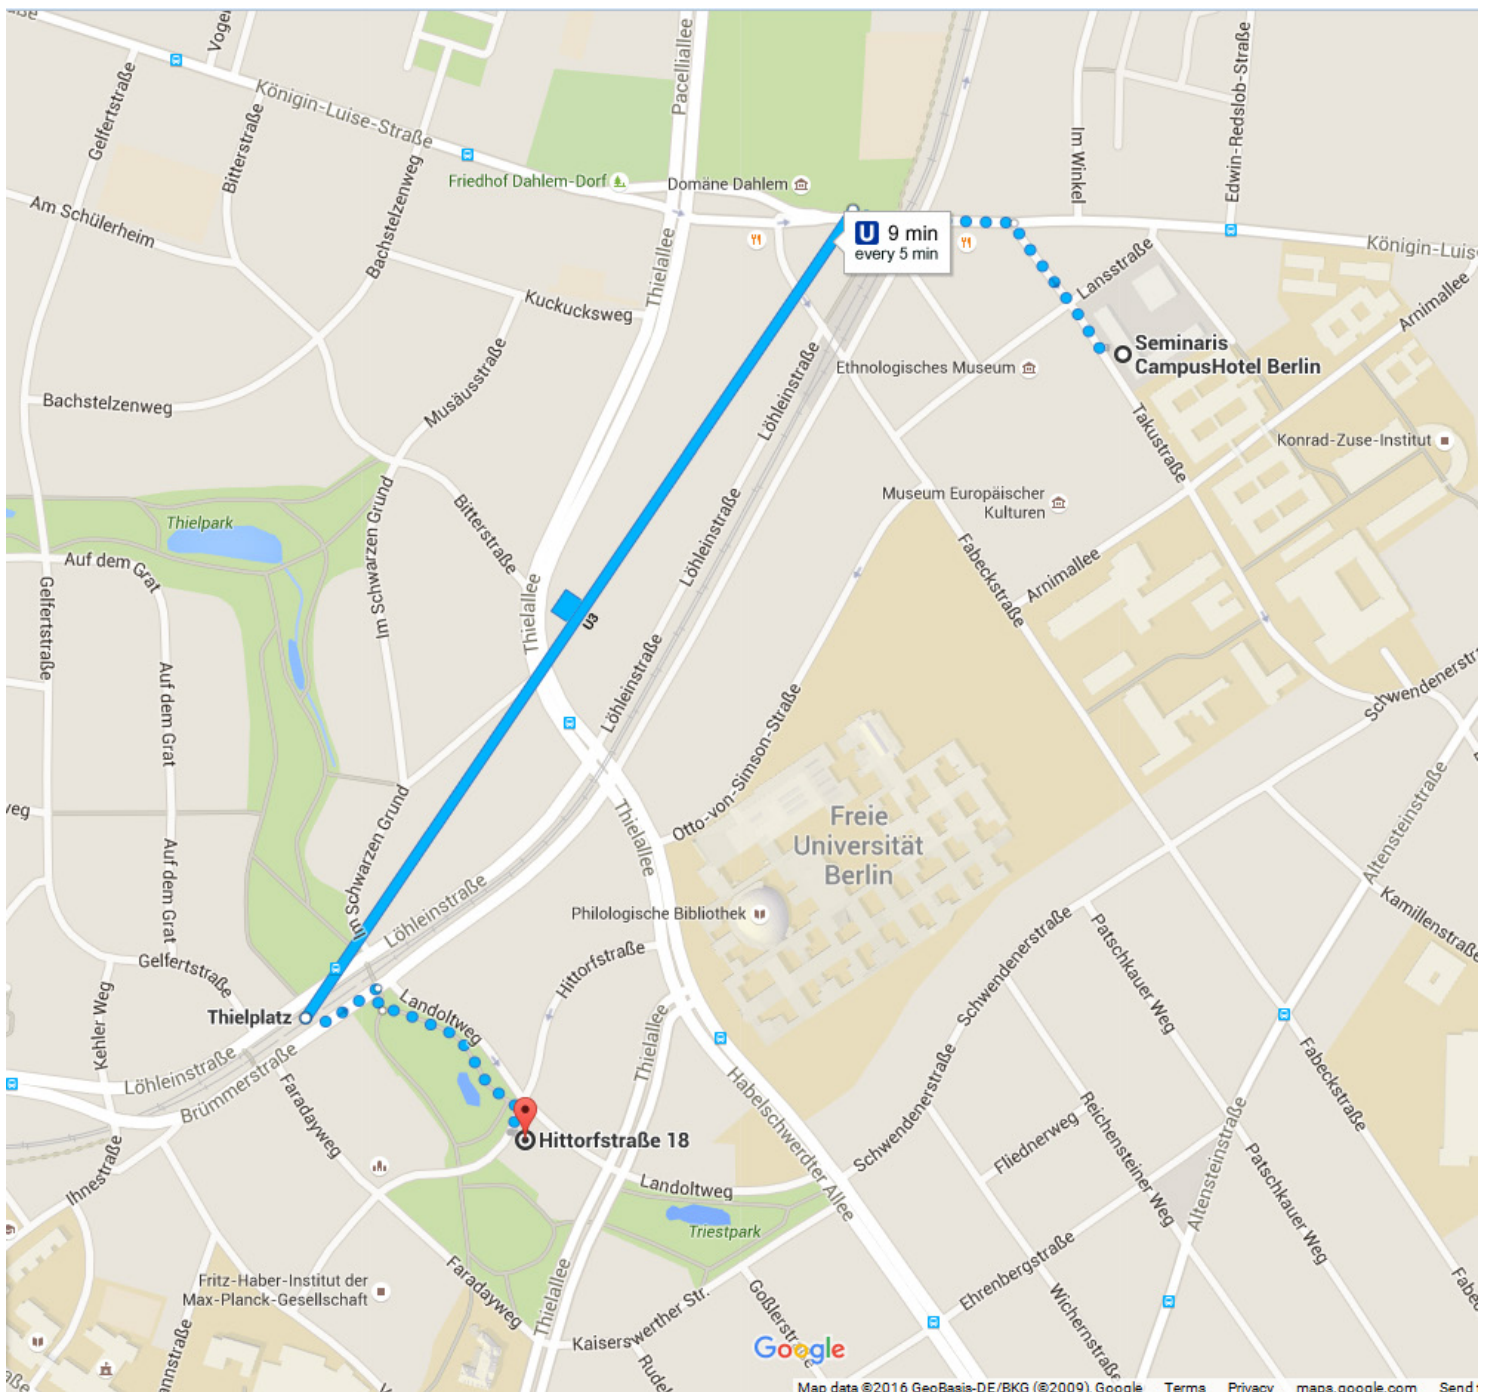 Königin-Luise-Straße
Gelfertstraße
Bitterstraße
Bachstelzenweg
Pacelliallee
Im Winkel
Edwin-Redslob-Straße
Friedhof Dahlem-Dorf
Domäne Dahlem
Am Schülerheim
Thielallee
U 9 min
every 5 min
Lansstraße
Arnimallee
Kuckucksweg
Seminaris
CampusHotel Berlin
Ethnologisches Museum
Löhleinstraße
Musäusstraße
Bachstelzenweg
Takustraße
Konrad-Zuse-Institut
Museum Europäischer
Kulturen
Thielpark
Im Schwarzen Grund
Bitterstraße
Löhleinstraße
Fabeckstraße
Arnimallee
Auf dem Grat
Gelfertstraße
Thielallee
U3
Löhleinstraße
Auf dem Grat
Otto-von-Simson-Straße
Thielallee
Freie
Universität
Berlin
Altensteinstraße
Im Schwarzen Grund
Auf dem Grat
Philologische Bibliothek
Löhleinstraße
Kamillenstraße
Gelfertstraße
Hittorfstraße
Schwendenerstraße
Patschkauer Weg
Kehler Weg
Thielplatz
Landoltweg
Thielallee
Löhleinstraße
Brümmerstraße
Faradayweg
Habelschwerdter Allee
Schwendenerstraße
Fliednerweg
Reichensteiner Weg
Fabeckstraße
Hittorfstraße 18
Ihnestraße
Landoltweg
Altensteinstraße
Patschkauer Weg
Triestpark
Ehrenbergstraße
Fritz-Haber-Institut der
Max-Planck-Gesellschaft
Faradayweg
Thielallee
Kaiserswerther Str.
Goßlerstr
Wichernstraße
Google
Map data ©2016 GeoBasis-DE/BKG (©2009), Google Terms Privacy maps.google.com Send